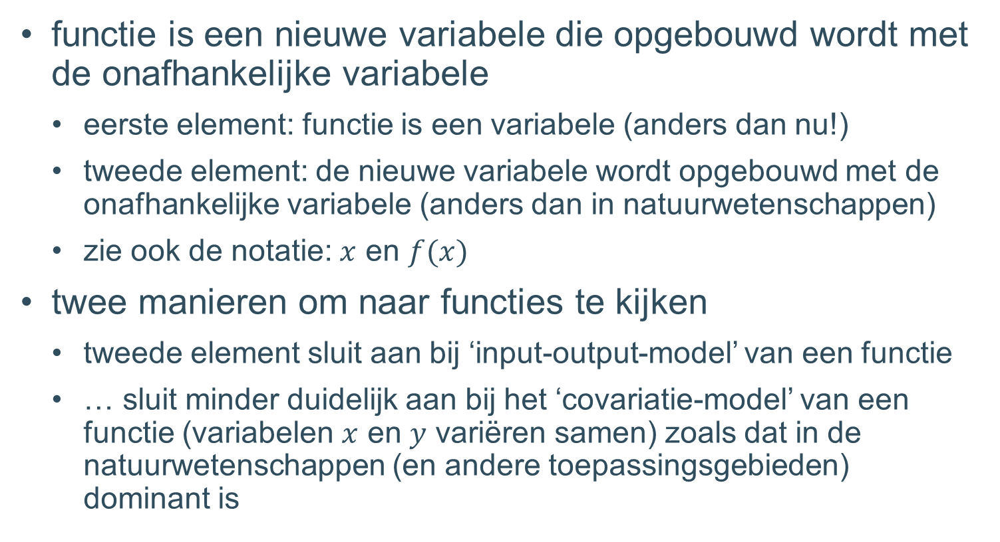 • functie is een nieuwe variabele die opgebouwd wordt met
de onafhankelijke variabele
• eerste element: functie is een variabele (anders dan nu!)
• tweede element: de nieuwe variabele wordt opgebouwd met de
onafhankelijke variabele (anders dan in natuurwetenschappen)
• zie ook de notatie: 𝑥 en 𝑓(𝑥)
• twee manieren om naar functies te kijken
• tweede element sluit aan bij ‘input-output-model’ van een functie
• … sluit minder duidelijk aan bij het ‘covariatie-model’ van een
functie (variabelen 𝑥 en 𝑦 variëren samen) zoals dat in de
natuurwetenschappen (en andere toepassingsgebieden)
dominant is